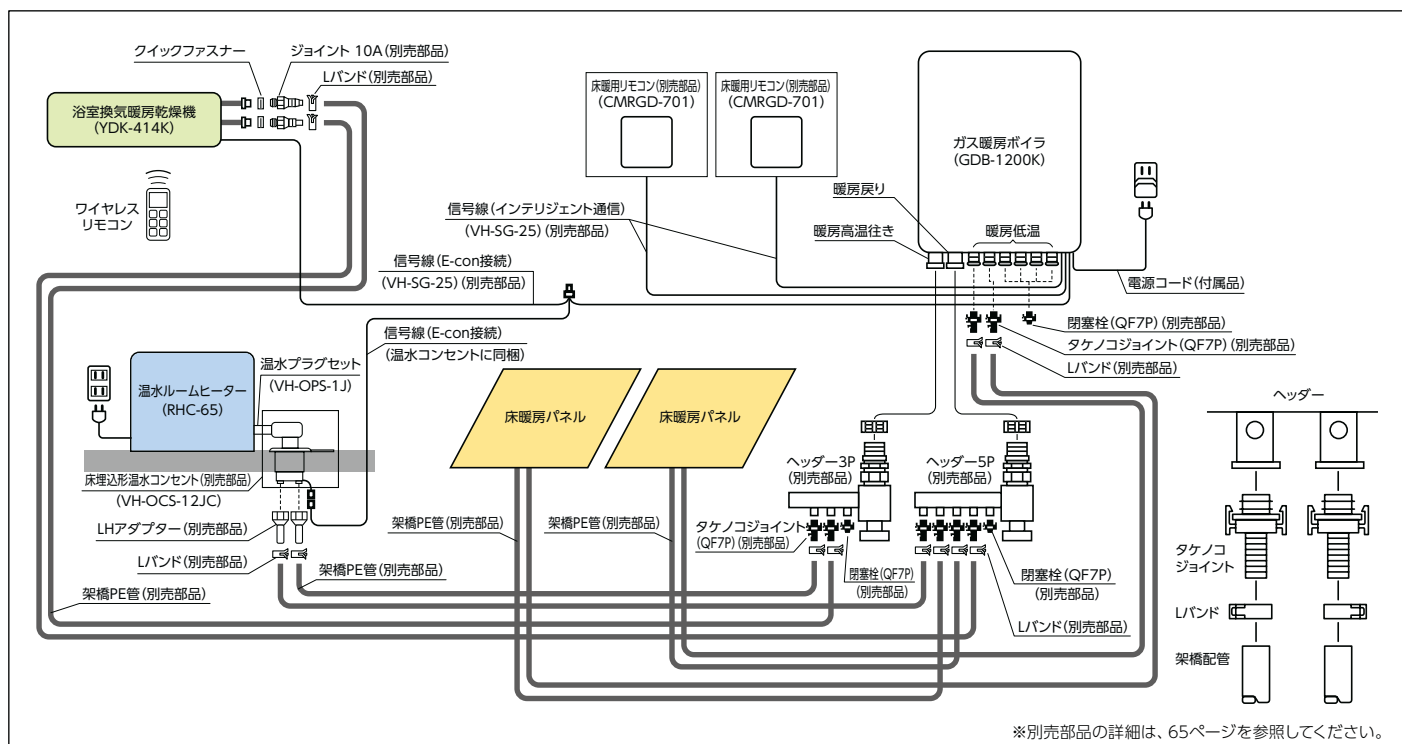 クイックファスナー
ジョイント 10A(別売部品)
Lバンド(別売部品)
浴室換気暖房乾燥機
(YDK-414K)
ワイヤレス
リモコン
床暖用リモコン(別売部品)
(CMRGD-701)
床暖用リモコン(別売部品)
(CMRGD-701)
ガス暖房ボイラ
(GDB-1200K)
暖房戻り
暖房高温往き
暖房低温
信号線(インテリジェント通信)
(VH-SG-25)(別売部品)
信号線(E-con接続)
(VH-SG-25)(別売部品)
電源コード(付属品)
信号線(E-con接続)
(温水コンセントに同梱)
閉塞栓(QF7P)(別売部品)
タケノコジョイント(QF7P)(別売部品)
Lバンド(別売部品)
温水プラグセット
(VH-OPS-1J)
温水ルームヒーター
(RHC-65)
床暖房パネル
床暖房パネル
ヘッダー
ヘッダー3P
(別売部品)
ヘッダー5P
(別売部品)
床埋込形温水コンセント(別売部品)
(VH-OCS-12JC)
LHアダプター(別売部品)
Lバンド(別売部品)
架橋PE管(別売部品)
架橋PE管(別売部品)
架橋PE管(別売部品)
架橋PE管(別売部品)
タケノコジョイント
(QF7P)(別売部品)
閉塞栓(QF7P)
(別売部品)
閉塞栓(QF7P)
(別売部品)
Lバンド(別売部品)
タケノコ
ジョイント
Lバンド
架橋配管
※別売部品の詳細は、65ページを参照してください。